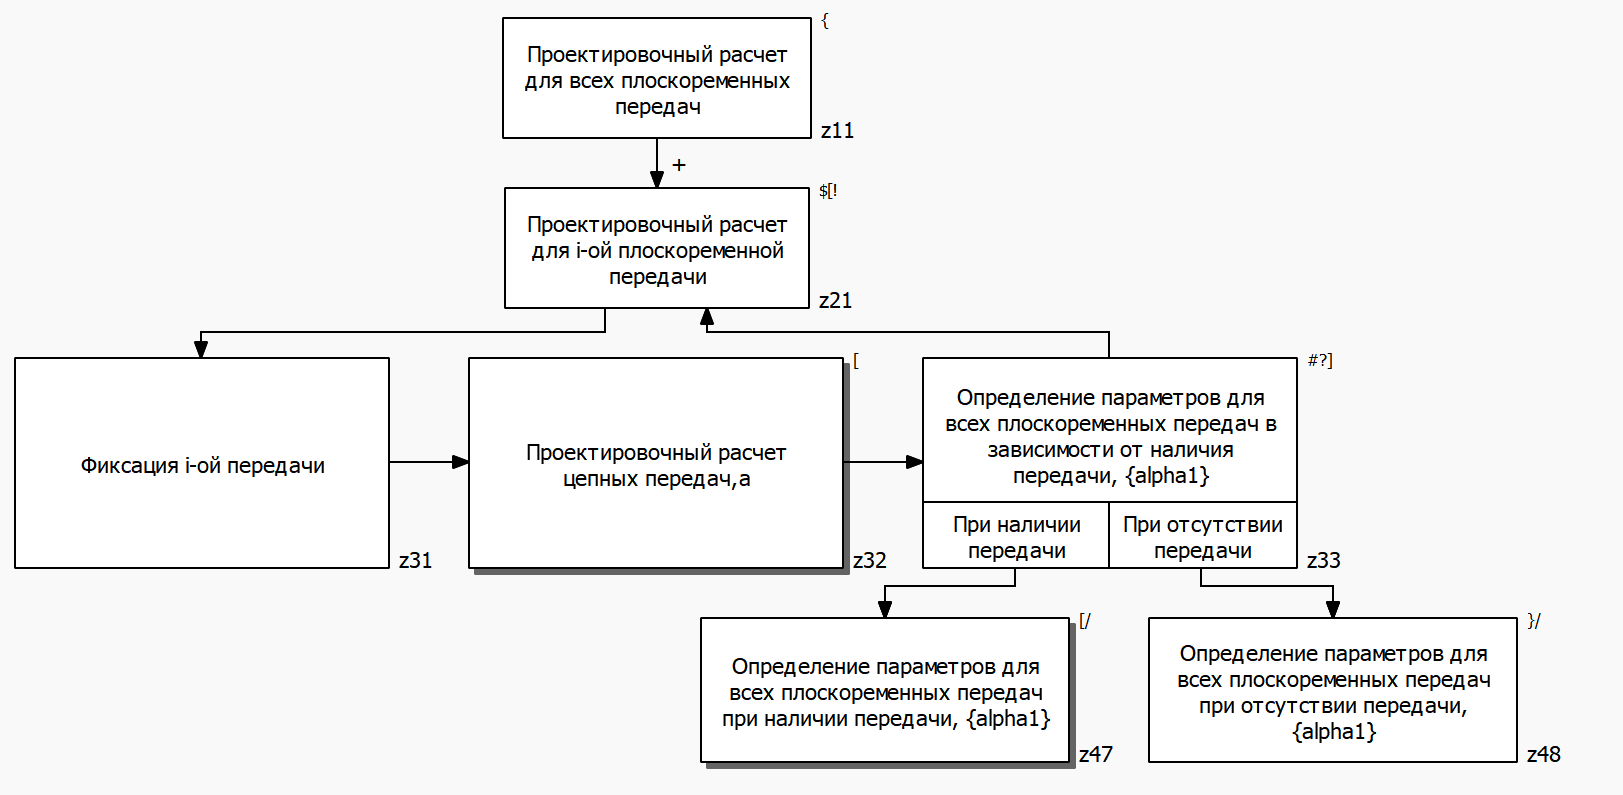 {
Проектировочный расчет
для всех плоскоременных
передач
z11
+
$[!
Проектировочный расчет
для i-ой плоскоременной
передачи
z21
Фиксация i-ой передачи
z31
[
Проектировочный расчет
цепных передач,a
z32
#?]
Определение параметров для
всех плоскоременных передач в
зависимости от наличия
передачи, {alpha1}
При наличии
передачи
При отсутствии
передачи
z33
[/
Определение параметров для
всех плоскоременных передач
при наличии передачи, {alpha1}
z47
}/
Определение параметров для
всех плоскоременных передач
при отсутствии передачи,
{alpha1}
z48